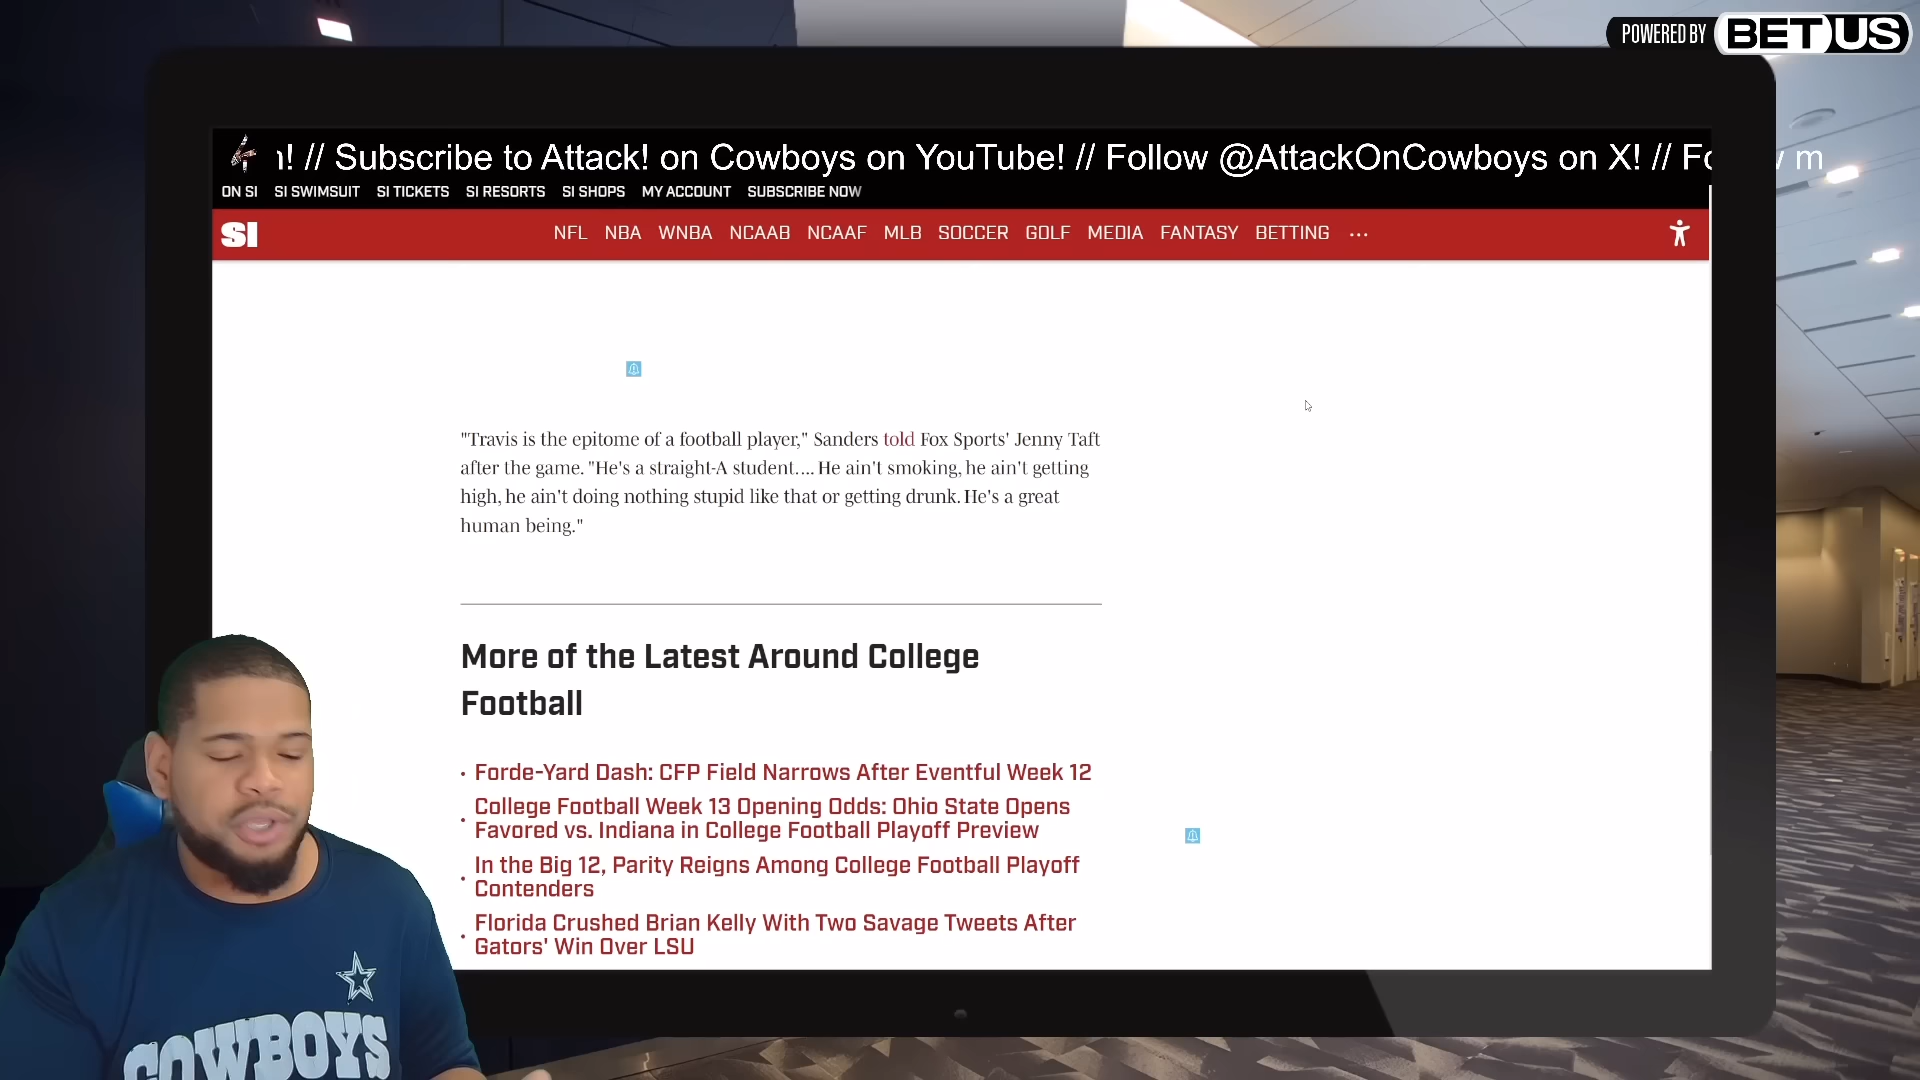 POWERED BY BETUS
! // Subscribe to Attack! on Cowboys on YouTube! // Follow @AttackOnCowboys on X! // Fo w m
ON SI SI SWIMSUIT SI TICKETS SI RESORTS SI SHOPS MY ACCOUNT SUBSCRIBE NOW
SI NFL NBA WNBA NCAAB NCAAF MLB SOCCER GOLF MEDIA FANTASY BETTING ...
"Travis is the epitome of a football player," Sanders told Fox Sports' Jenny Taft
after the game. "He's a straight-A student.... He ain't smoking, he ain't getting
high, he ain't doing nothing stupid like that or getting drunk. He's a great
human being."
More of the Latest Around College
Football
• Forde-Yard Dash: CFP Field Narrows After Eventful Week 12
• College Football Week 13 Opening Odds: Ohio State Opens
Favored vs. Indiana in College Football Playoff Preview
• In the Big 12, Parity Reigns Among College Football Playoff
Contenders
• Florida Crushed Brian Kelly With Two Savage Tweets After
Gators' Win Over LSU
COWBOYS